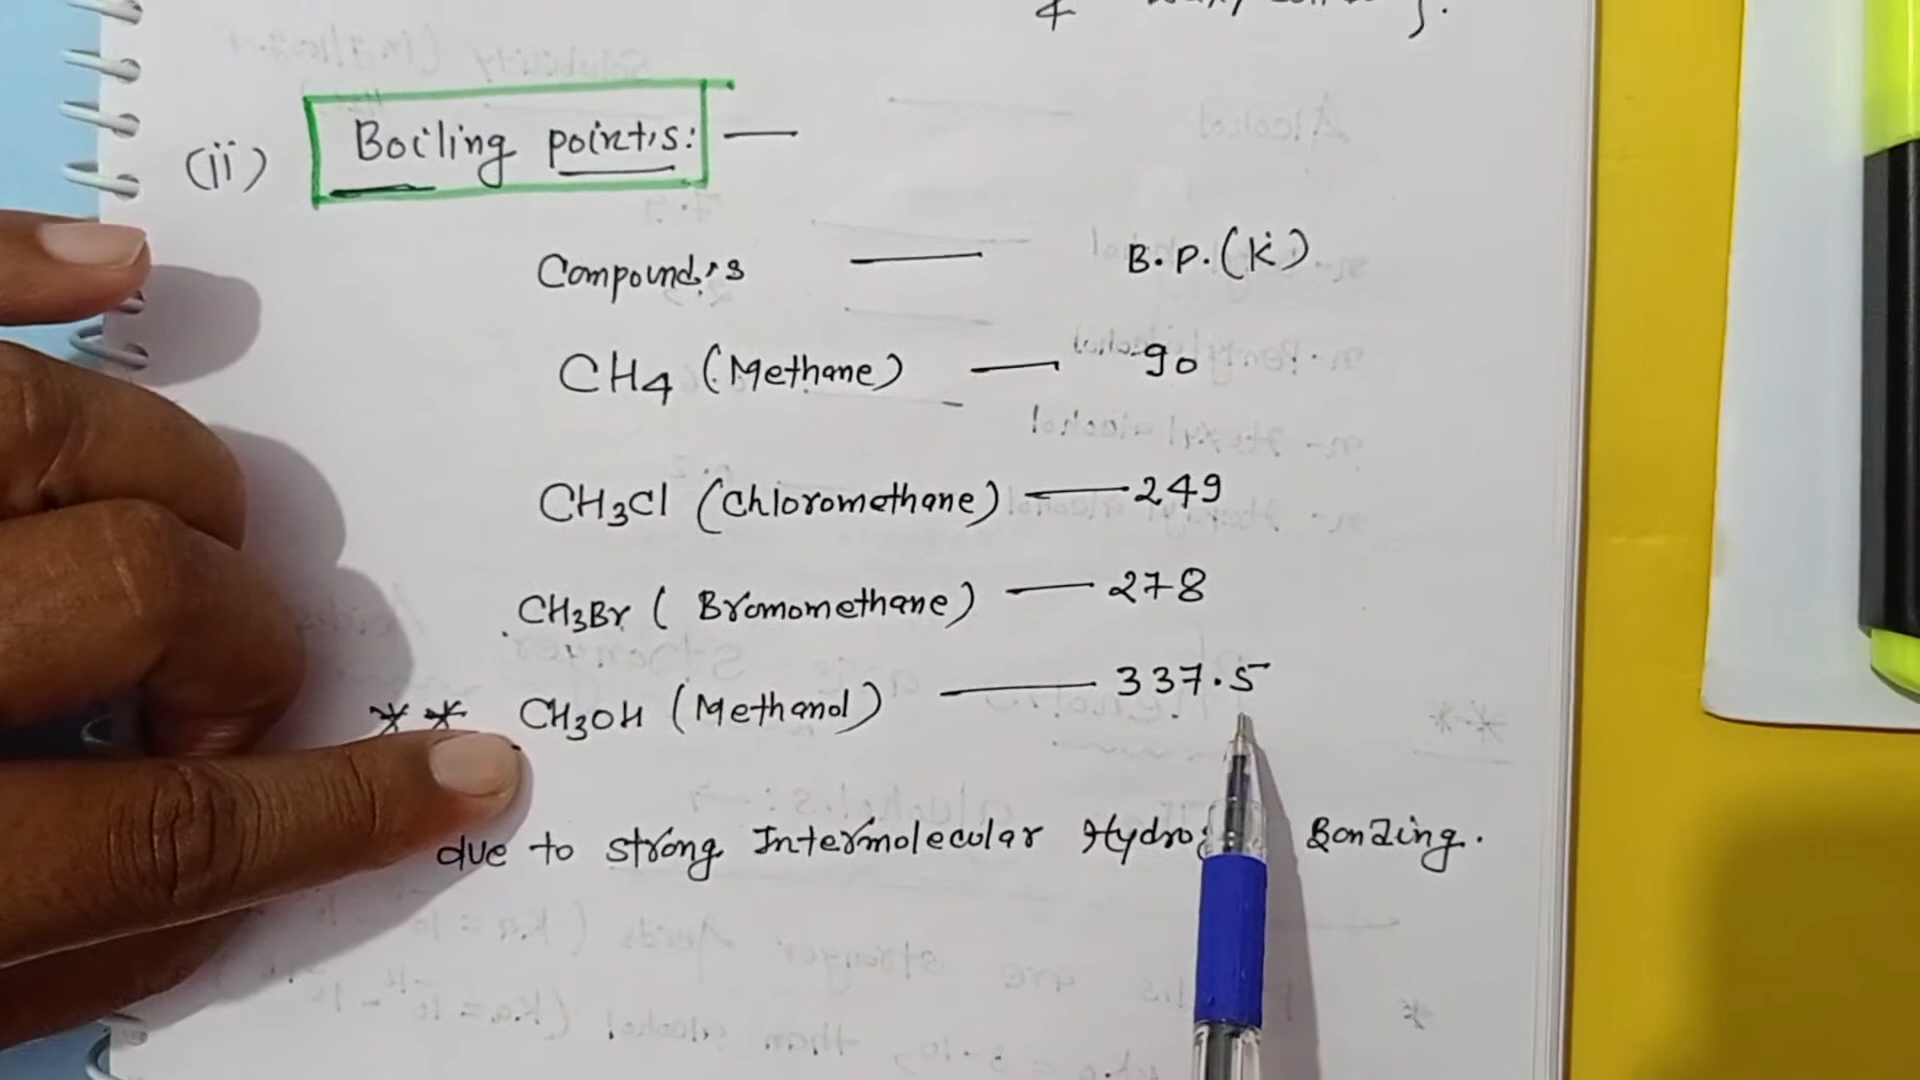 (ii) Boiling points: —
Compounds — B.P. (K)
CH4 (Methane) — 90
CH3Cl (Chloromethane) — 249
CH3Br (Bromomethane) — 278
** CH3OH (Methanol) — 337.5
due to strong Intermolecular Bonding.